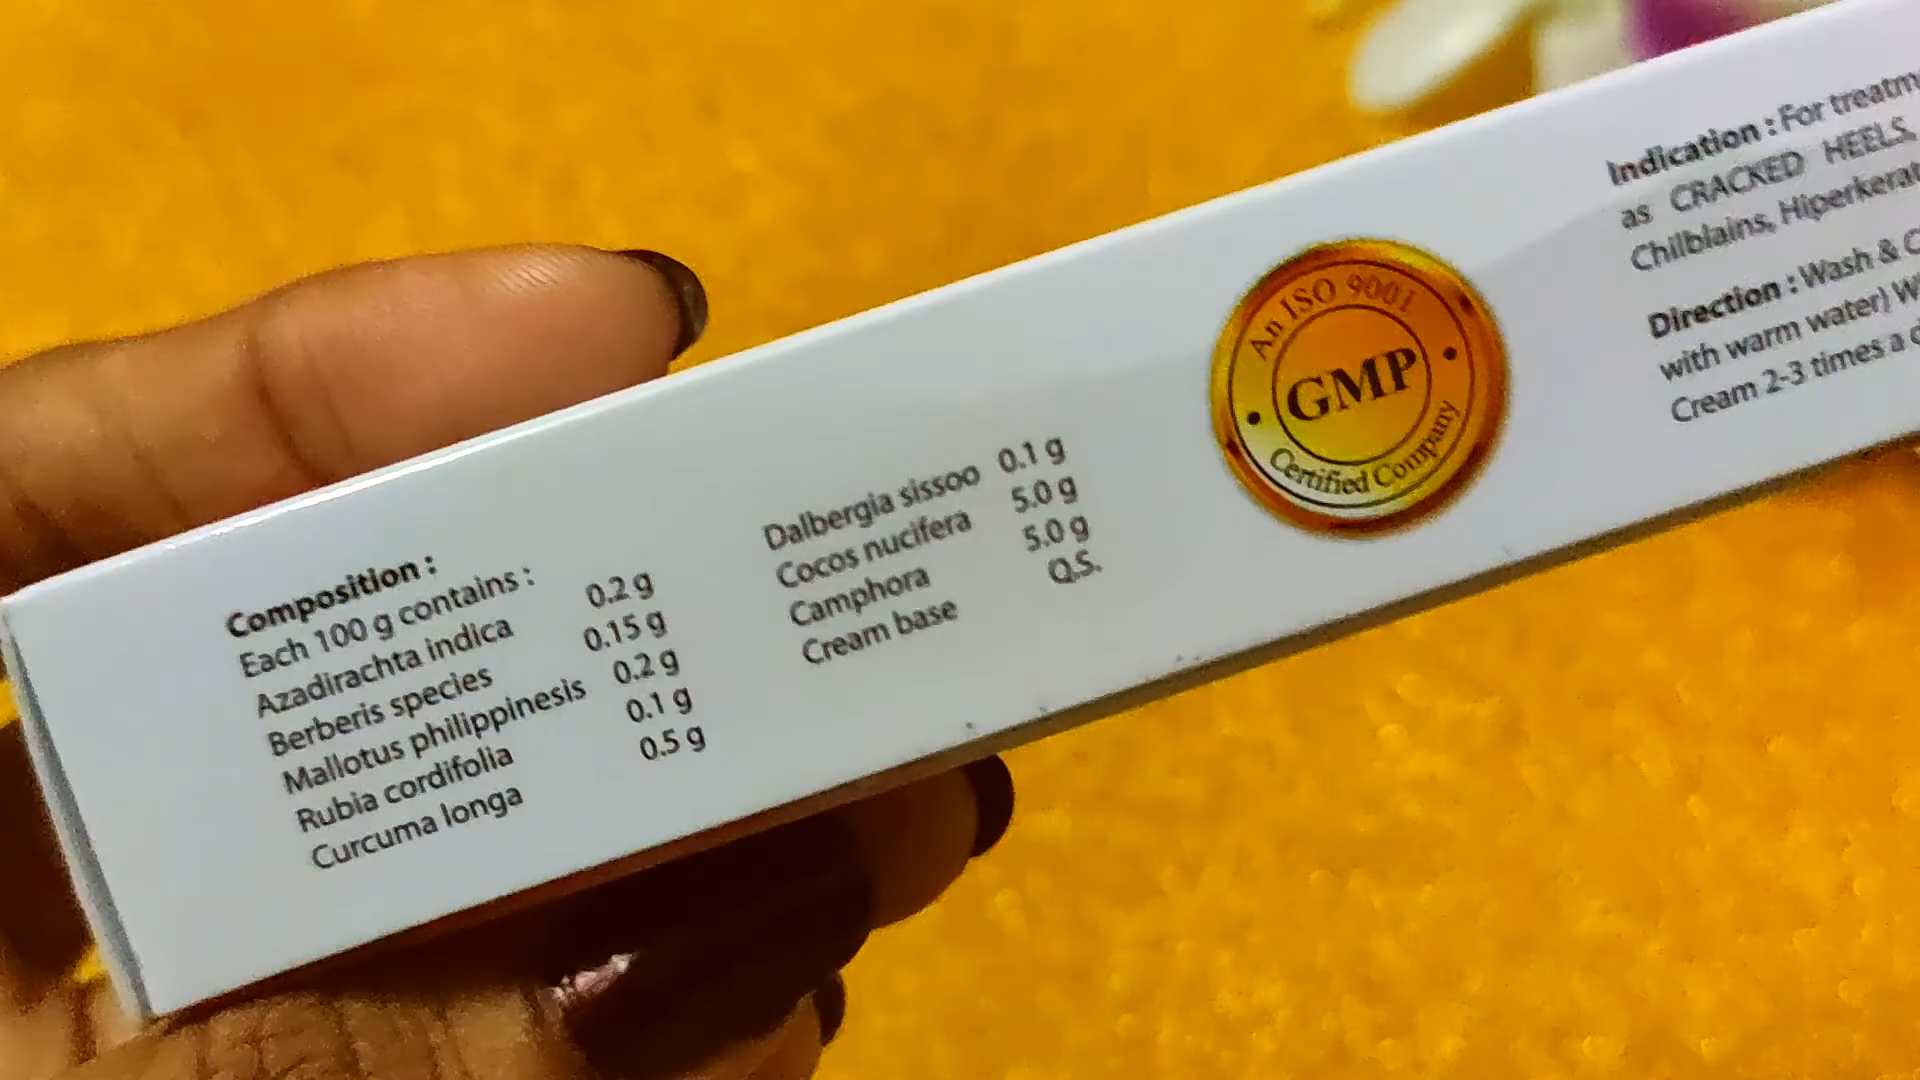 Composition :
Each 100 g contains :
Azadirachta indica 0.2 g
Berberis species 0.15 g
Mallotus philippinesis 0.2 g
Rubia cordifolia 0.1 g
Curcuma longa 0.5 g
Dalbergia sissoo 0.1 g
Cocos nucifera 5.0 g
Camphora 5.0 g
Cream base Q.S.
An ISO 9001
GMP
Certified Company
Indication : For
as CRACKED HEELS,
Chilblains,
Direction : Wash &
with warm water)
Cream 2-3 times a